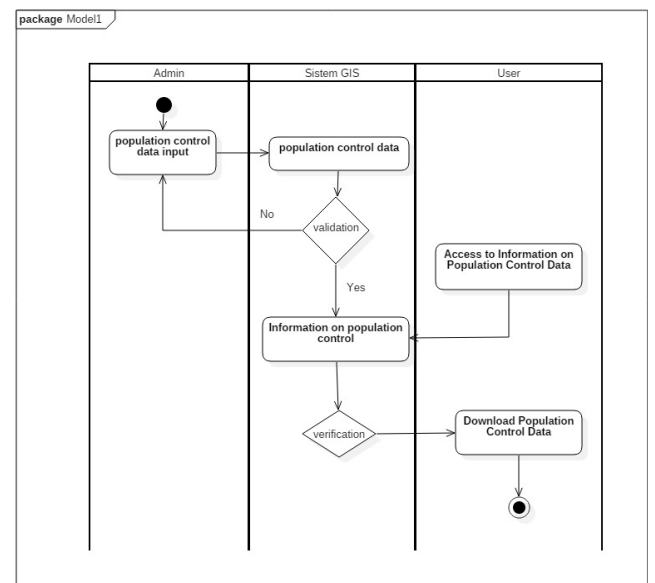 package Model1
Admin
Sistem GIS
User
population control
data input
population control data
No
validation
Access to Information on
Population Control Data
Yes
Information on population
control
verification
Download Population
Control Data